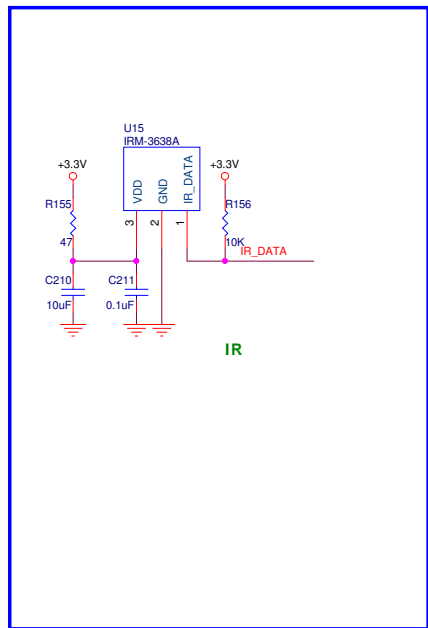 U15
IRM-3638A
+3.3V
+3.3V
VDD
GND
IR_DATA
R155
R156
47
3
2
1
10K
IR_DATA
C210
C211
10uF
0.1uF
IR